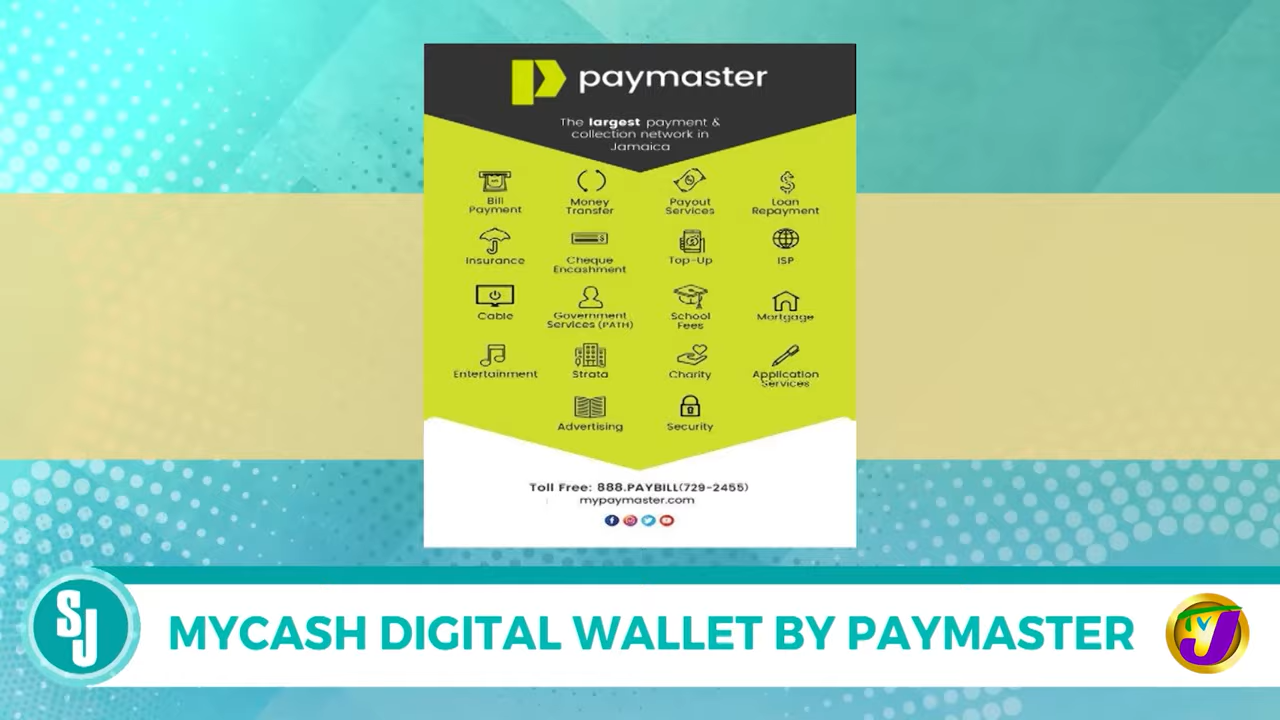 paymaster
The largest payment &
collection network in
Jamaica
Bill
Payment
Money
Transfer
Payout
Services
Loan
Repayment
Insurance
Cheque
Encashment
Top-Up
ISP
Cable
Government
Services (PATH)
School
Fees
Mortgage
Entertainment
Strata
Charity
Application
Services
Advertising
Security
Toll Free: 888.PAYBILL(729-2455)
mypaymaster.com
SJ
MYCASH DIGITAL WALLET BY PAYMASTER
TVJ